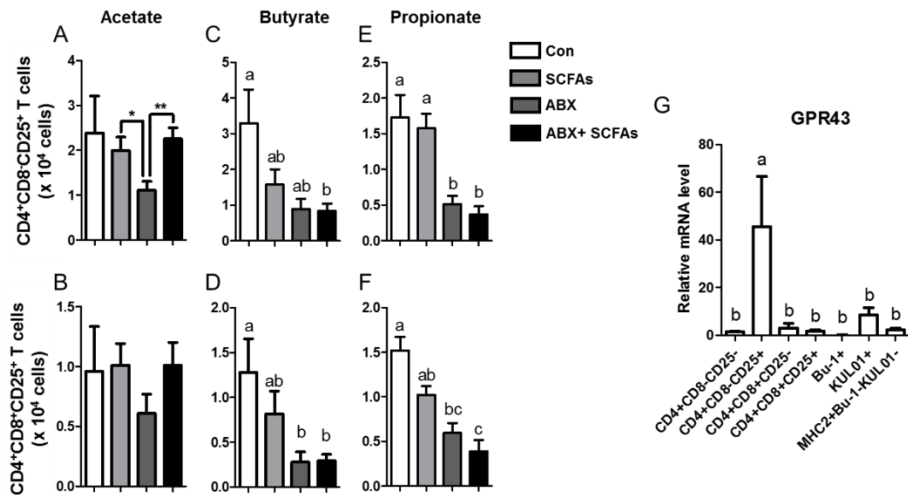 Acetate
Butyrate
Propionate
A
C
E
Con
SCFAs
ABX
ABX+ SCFAs
CD4⁺CD8⁻CD25⁺ T cells
(x 10⁴ cells)
4
3
2
1
0
*
**
5
4
3
2
1
0
a
ab
ab
b
2.5
2.0
1.5
1.0
0.5
0.0
a
a
b
b
B
D
F
CD4⁺CD8⁺CD25⁺ T cells
(x 10⁴ cells)
1.5
1.0
0.5
0.0
2.0
1.5
1.0
0.5
0.0
a
ab
b
b
2.0
1.5
1.0
0.5
0.0
a
ab
bc
c
G
GPR43
Relative mRNA level
80
60
40
20
0
b
a
b
b
b
b
b
CD4+CD8-CD25-
CD4+CD8-CD25+
CD4+CD8+CD25-
CD4+CD8+CD25+
Bu-1+
KUL01+
MHC2+Bu-1-KUL01-